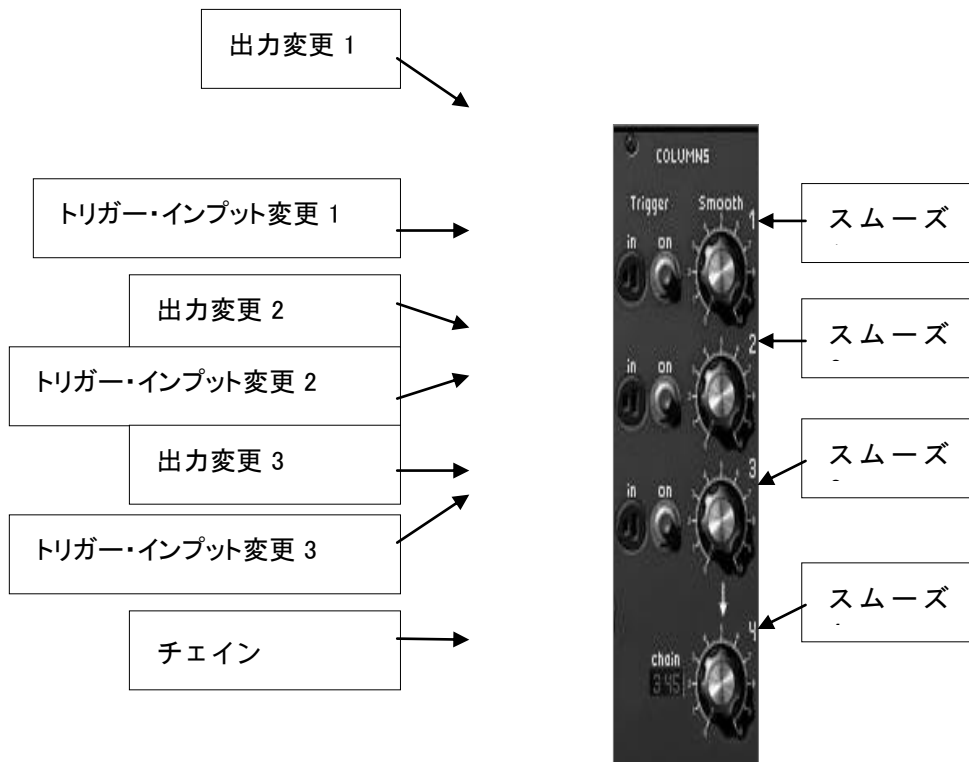 出力変更 1
COLUMNS
トリガー・インプット変更 1
Trigger Smooth
1
スムーズ
in on
出力変更 2
2
スムーズ
トリガー・インプット変更 2
in on
出力変更 3
3
スムーズ
in on
トリガー・インプット変更 3
スムーズ
チェイン
4
chain
345